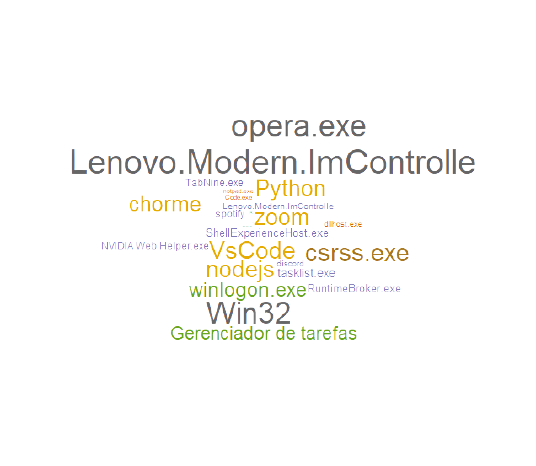 opera.exe
Lenovo.Modern.ImControlle
TabNine.exe
Python
Code.exe
chorme
Lenovo.Modern.ImControlle
spotify
zoom
dllhost.exe
ShellExperienceHost.exe
NVIDIA Web Helper.exe
VsCode
csrss.exe
discord
nodejs
tasklist.exe
winlogon.exe
RuntimeBroker.exe
Win32
Gerenciador de tarefas